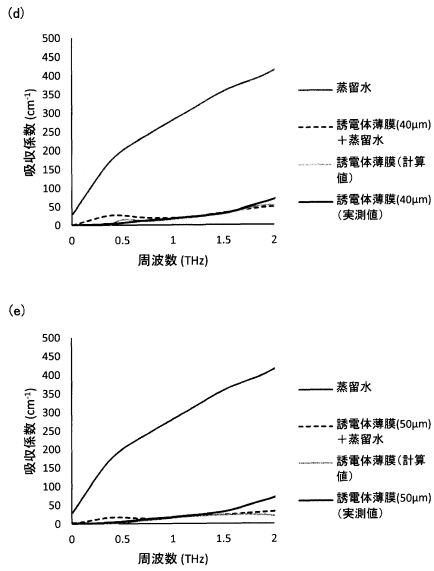 (d)
500
450
400
350
300
250
200
150
100
50
0
吸収係数 (cm⁻¹)
0 0.5 1 1.5 2
周波数 (THz)
蒸留水
誘電体薄膜(40μm)
＋蒸留水
誘電体薄膜(計算
値)
誘電体薄膜(40μm)
(実測値)
(e)
500
450
400
350
300
250
200
150
100
50
0
吸収係数 (cm⁻¹)
0 0.5 1 1.5 2
周波数 (THz)
蒸留水
誘電体薄膜(50μm)
＋蒸留水
誘電体薄膜(計算
値)
誘電体薄膜(50μm)
(実測値)